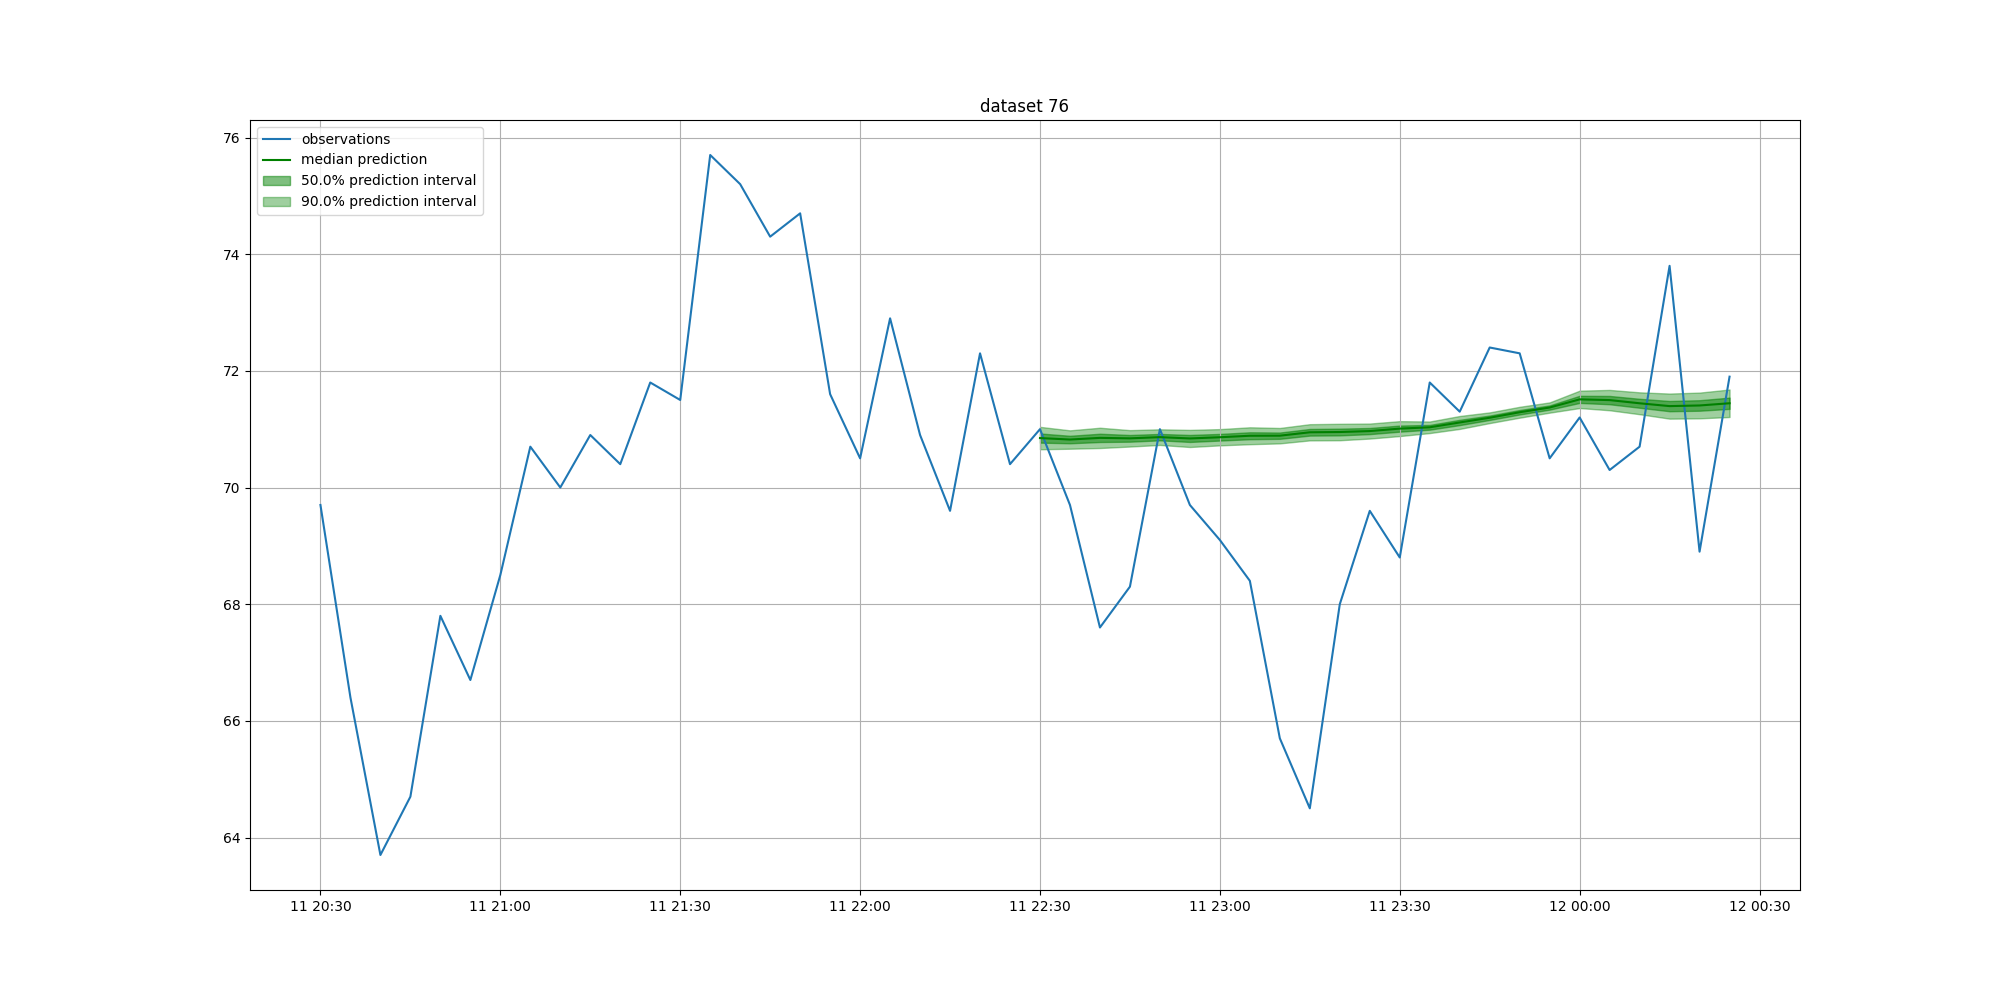 dataset 76
observations
median prediction
50.0% prediction interval
90.0% prediction interval
76
74
72
70
68
66
64
11 20:30 11 21:00 11 21:30 11 22:00 11 22:30 11 23:00 11 23:30 12 00:00 12 00:30